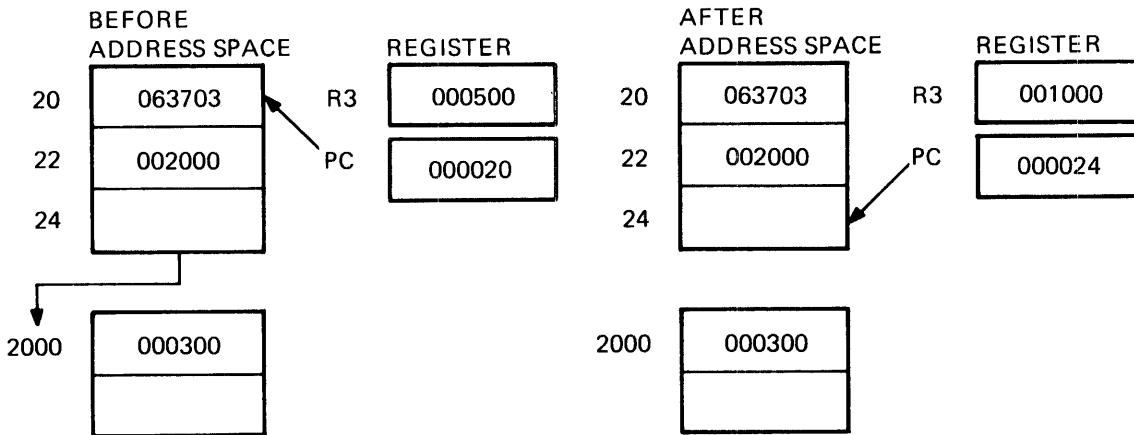 BEFORE
ADDRESS SPACE REGISTER
20 063703 R3 000500
22 002000 PC 000020
24
2000 000300
AFTER
ADDRESS SPACE REGISTER
20 063703 R3 001000
22 002000 PC 000024
24
2000 000300